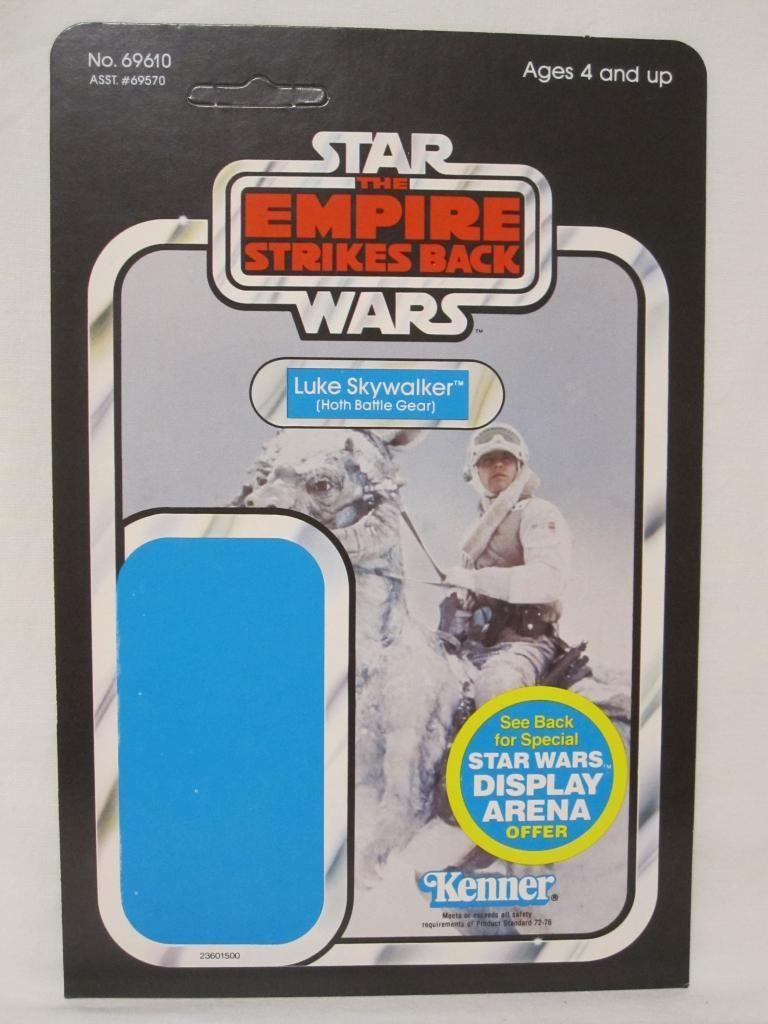 No. 69610
ASST. #69570
Ages 4 and up
STAR
THE
EMPIRE
STRIKES BACK
WARS™
Luke Skywalker™
(Hoth Battle Gear)
See Back
for Special
STAR WARS™
DISPLAY
ARENA
OFFER
Kenner®
Meets or exceeds all safety
requirements of Product Standard 72-76
23601500